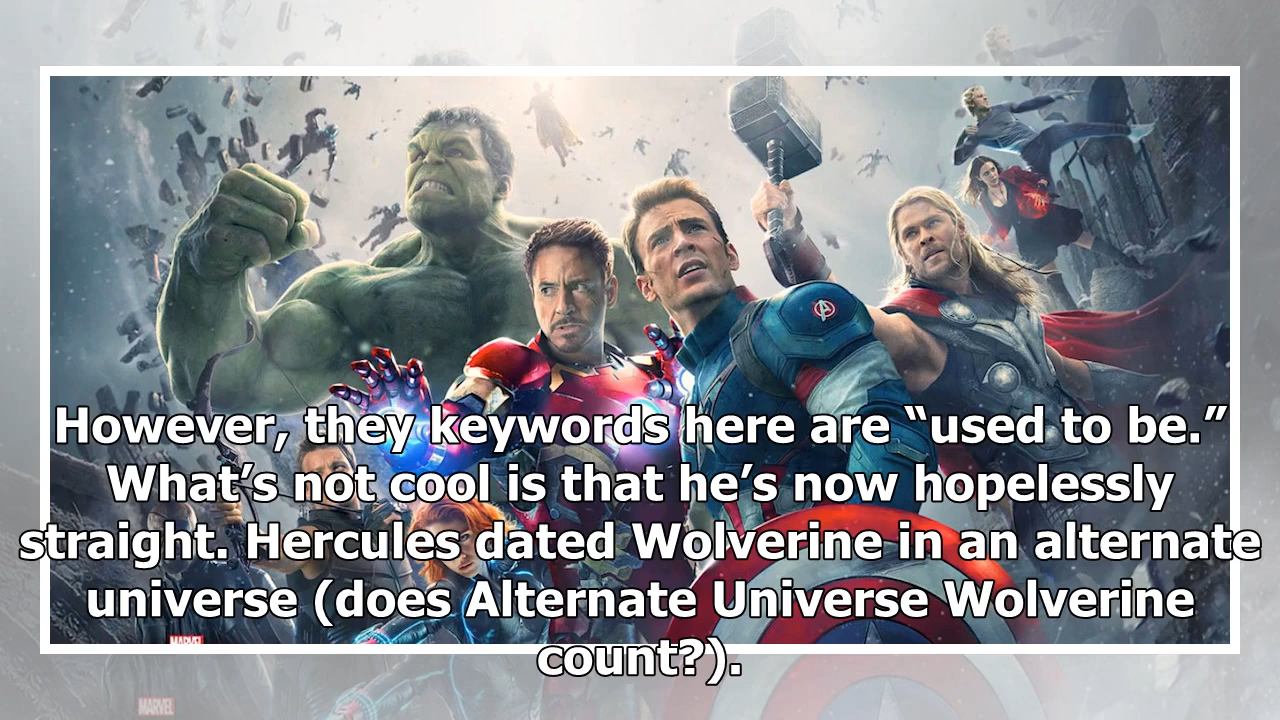 However, they keywords here are “used to be.”
What’s not cool is that he’s now hopelessly
straight. Hercules dated Wolverine in an alternate
universe (does Alternate Universe Wolverine
count?).
MARVEL
MARVEL